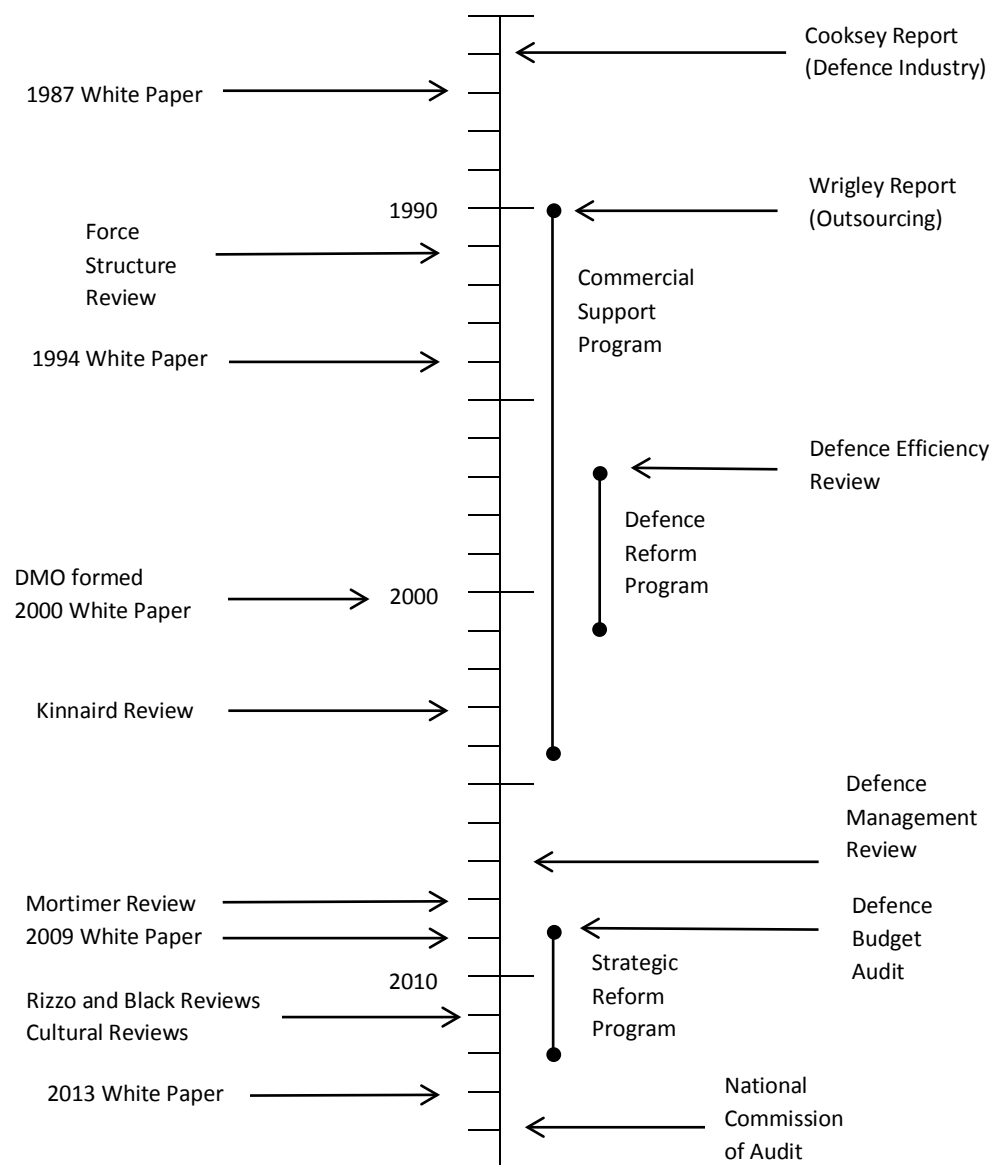 Cooksey Report
(Defence Industry)
1987 White Paper
Wrigley Report
(Outsourcing)
1990
Force
Structure
Review
Commercial
Support
Program
1994 White Paper
Defence Efficiency
Review
Defence
Reform
Program
DMO formed
2000 White Paper
2000
Kinnaird Review
Defence
Management
Review
Mortimer Review
2009 White Paper
Defence
Budget
Audit
Strategic
Reform
Program
2010
Rizzo and Black Reviews
Cultural Reviews
2013 White Paper
National
Commission
of Audit